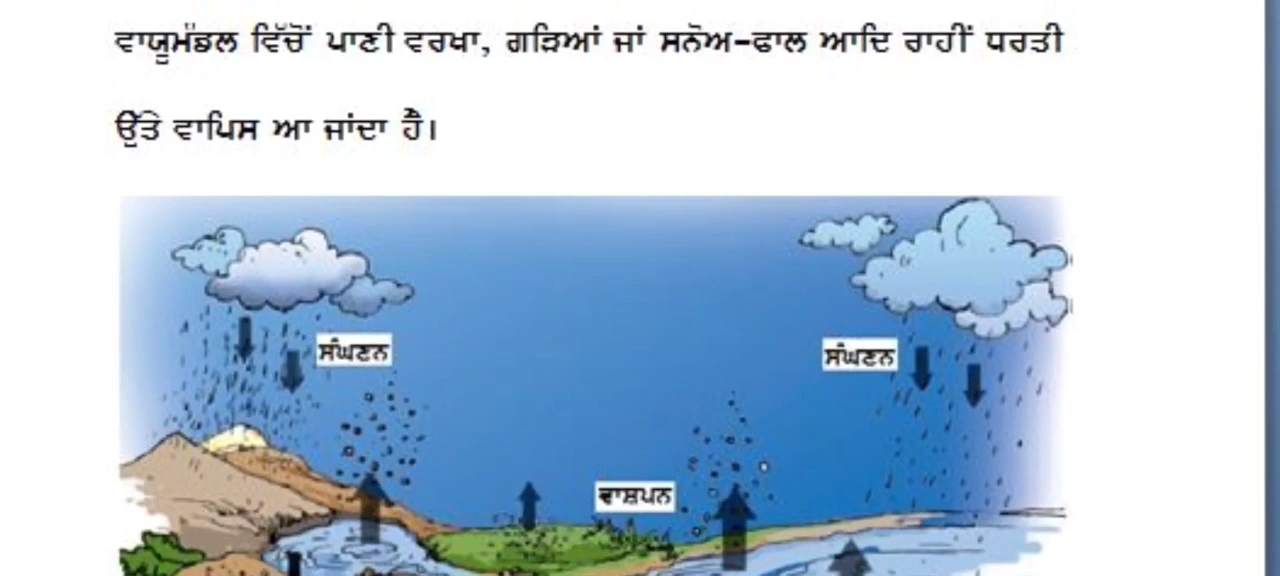 ਵਾਯੂਮੰਡਲ ਵਿੱਚੋਂ ਪਾਣੀ ਵਰਖਾ, ਗੜਿਆਂ ਜਾਂ ਸਨੋਅ-ਫਾਲ ਆਦਿ ਰਾਹੀਂ ਧਰਤੀ
ਉੱਤੇ ਵਾਪਿਸ ਆ ਜਾਂਦਾ ਹੈ।
ਸੰਘਣਨ
ਸੰਘਣਨ
ਵਾਸ਼ਪਨ